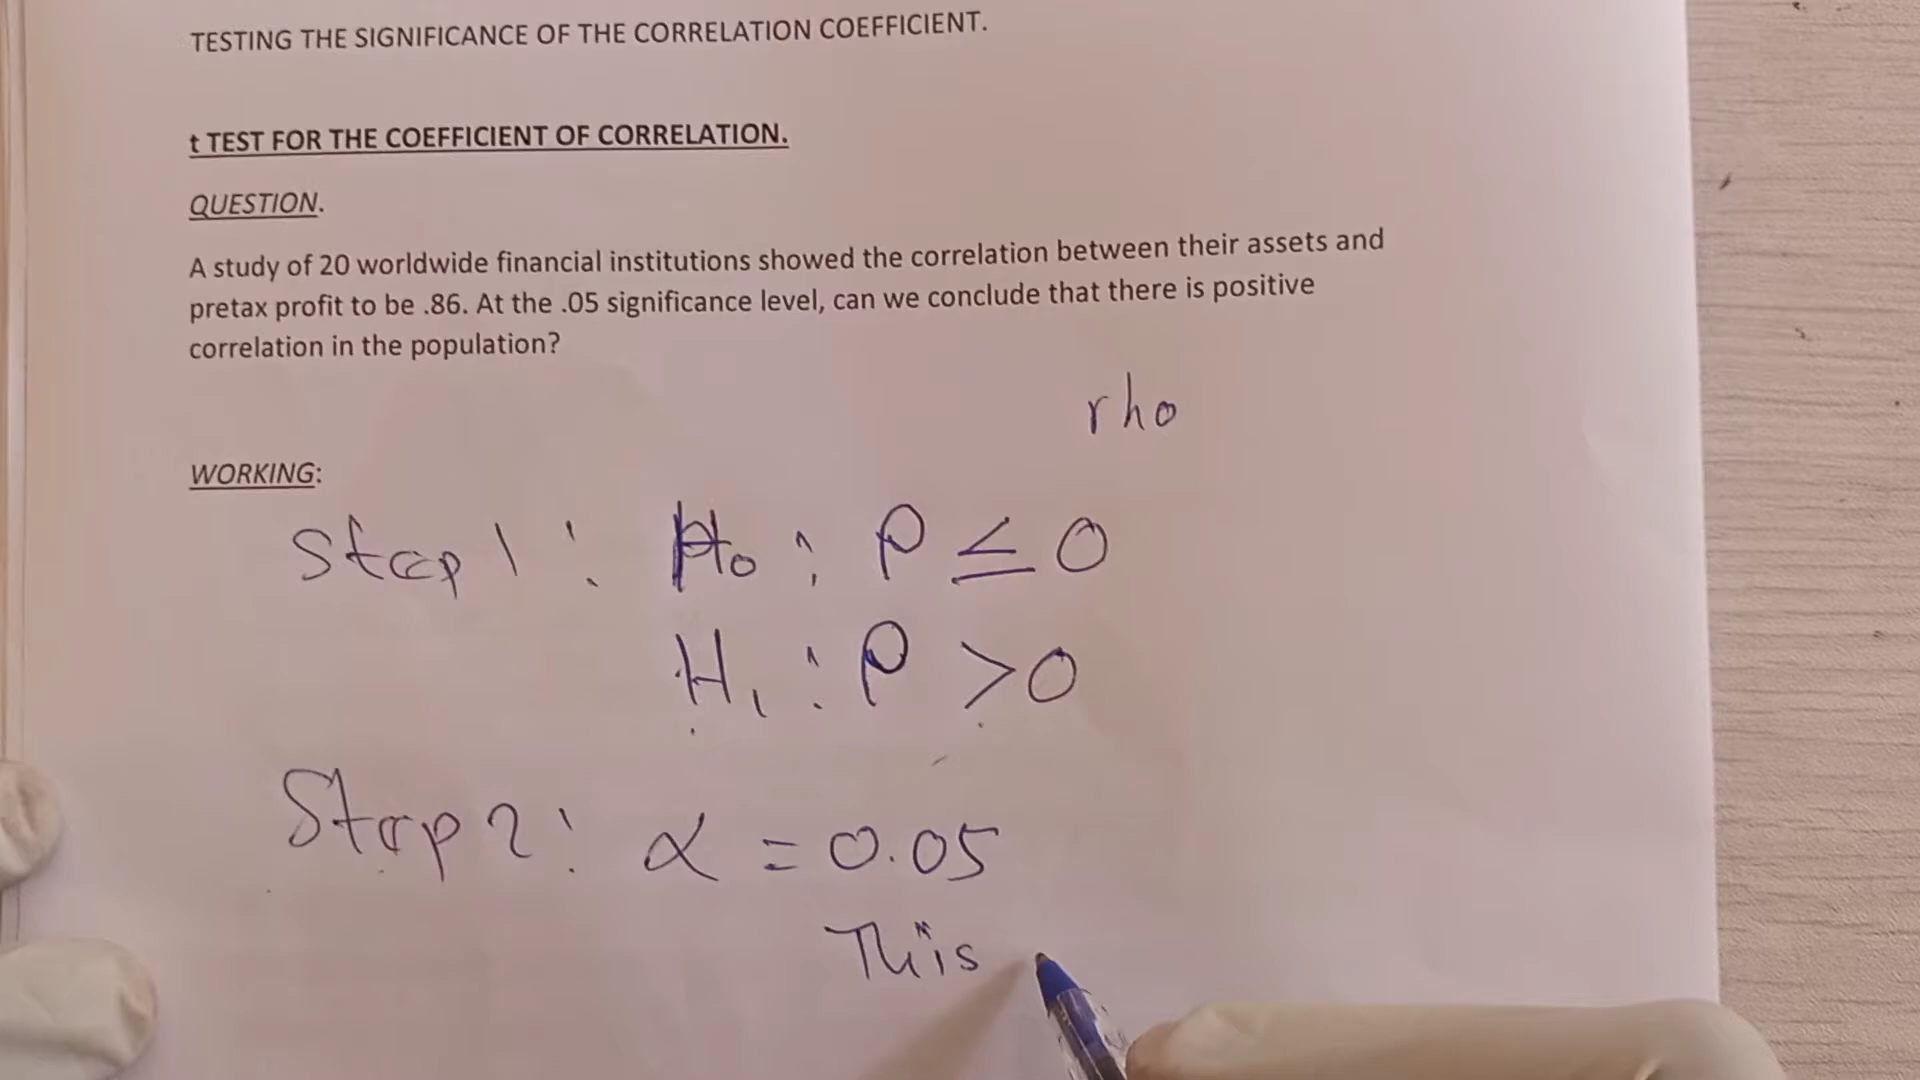 TESTING THE SIGNIFICANCE OF THE CORRELATION COEFFICIENT.
t TEST FOR THE COEFFICIENT OF CORRELATION.
QUESTION.
A study of 20 worldwide financial institutions showed the correlation between their assets and
pretax profit to be .86. At the .05 significance level, can we conclude that there is positive
correlation in the population?
rho
WORKING:
Step 1 : H₀ : ρ ≤ 0
H₁ : ρ > 0
Step 2 : α = 0.05
This